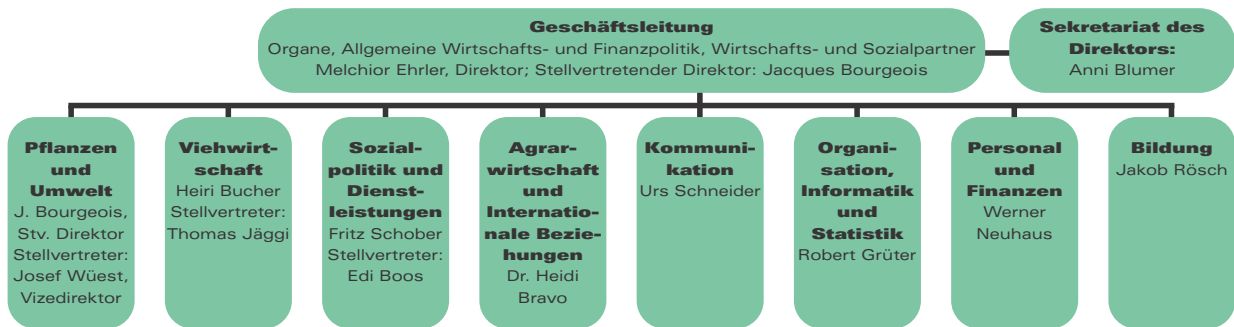 Geschäftsleitung
Organe, Allgemeine Wirtschafts- und Finanzpolitik, Wirtschafts- und Sozialpartner
Melchior Ehrler, Direktor; Stellvertretender Direktor: Jacques Bourgeois
Sekretariat des
Direktors:
Anni Blumer
Pflanzen
und
Umwelt
J. Bourgeois,
Stv. Direktor
Stellvertreter:
Josef Wüest,
Vizedirektor
Viehwirt-
schaft
Heiri Bucher
Stellvertreter:
Thomas Jäggi
Sozial-
politik und
Dienst-
leistungen
Fritz Schober
Stellvertreter:
Edi Boos
Agrar-
wirtschaft
und
Internatio-
nale Bezie-
hungen
Dr. Heidi
Bravo
Kommuni-
kation
Urs Schneider
Organi-
sation,
Informatik
und
Statistik
Robert Grüter
Personal
und
Finanzen
Werner
Neuhaus
Bildung
Jakob Rösch